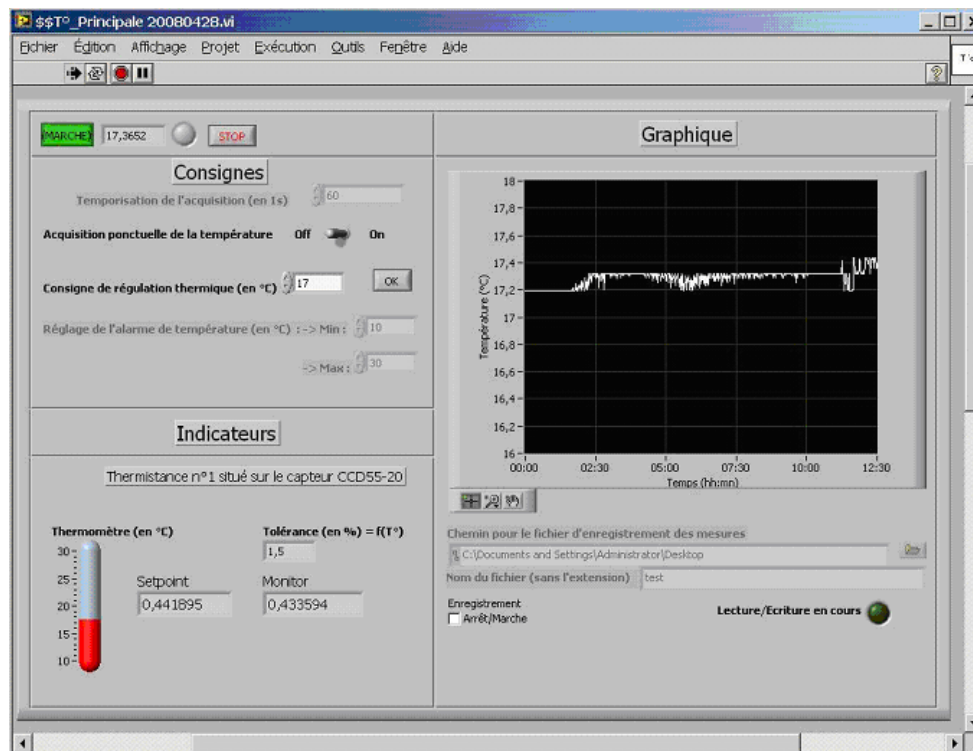 $$T°_Principale 20080428.vi
Fichier Édition Affichage Projet Exécution Outils Fenêtre Aide
MARCHE 17,3652 STOP
Consignes
Temporisation de l'acquisition (en 1s) 60
Acquisition ponctuelle de la température Off On
Consigne de régulation thermique (en °C) 17 OK
Réglage de l'alarme de température (en °C) :-> Min : 10
-> Max : 30
Indicateurs
Thermistance n°1 situé sur le capteur CCD55-20
Thermomètre (en °C) Tolérance (en %) = f(T°)
1,5
30
25
20
15
10
Setpoint Monitor
0,441895 0,433594
Graphique
18
17,8
17,6
17,4
17,2
17
16,8
16,6
16,4
16,2
16
Température (°C)
00:00 02:30 05:00 07:30 10:00 12:30
Temps (hh:mn)
Chemin pour le fichier d'enregistrement des mesures
C:\Documents and Settings\Administrator\Desktop
Nom du fichier (sans l'extension) test
Enregistrement
Arrêt/Marche
Lecture/Ecriture en cours